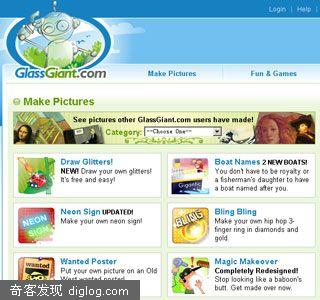 Login | Help |
GlassGiant.com
Make Pictures
Fun & Games
Make Pictures
See pictures other GlassGiant.com users have made!
Category: **Choose One**
Draw Glitters!
NEW! Draw your own glitters!
It's free and easy!
Boat Names 2 NEW BOATS!
You don't have to be royalty or
a fisherman's daughter to have
a boat named after you.
Gigantic
NEON
SIGN
Neon Sign UPDATED!
Make your own neon sign!
BLING
Bling Bling
Make your own hip hop 3-
finger ring in diamonds and
gold.
Wanted
Wanted Poster
Put your own picture on an Old
West wanted poster
Magic Makeover
Completely Redesigned!
Stop looking like a baboon's
butt. Get over now.
奇客发现 diglog.com